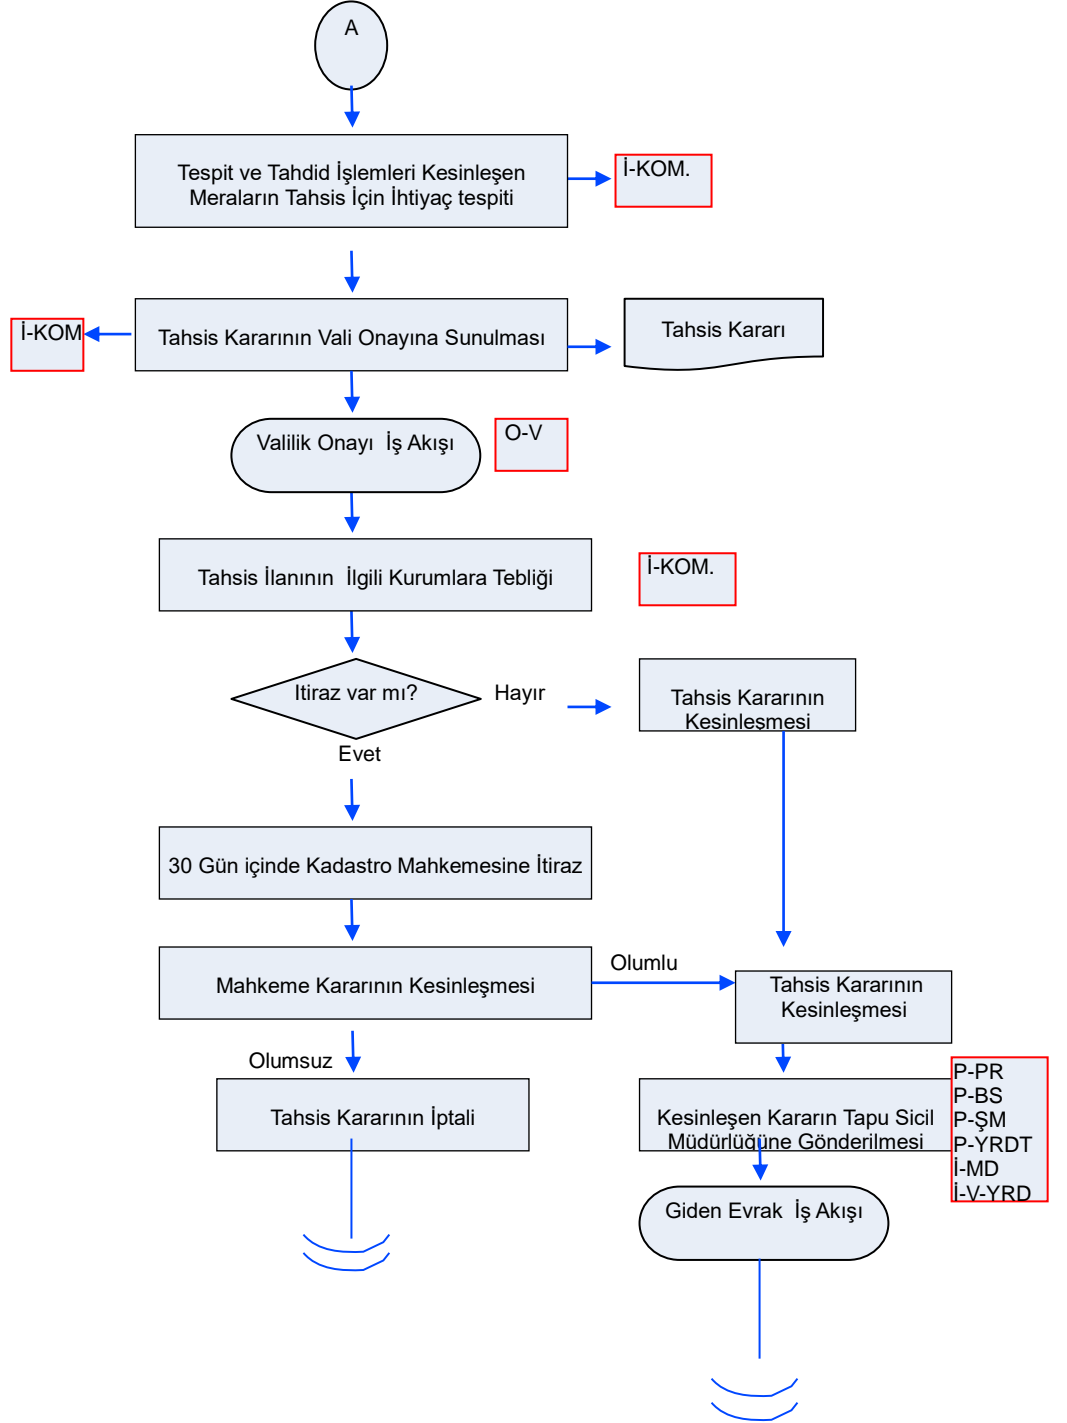 A
Tespit ve Tahdid İşlemleri Kesinleşen
Meraların Tahsis İçin İhtiyaç tespiti
İ-KOM.
İ-KOM
Tahsis Kararının Vali Onayına Sunulması
Tahsis Kararı
Valilik Onayı İş Akışı
O-V
Tahsis İlanının İlgili Kurumlara Tebliği
İ-KOM.
Itiraz var mı?
Hayır
Tahsis Kararının
Kesinleşmesi
Evet
30 Gün içinde Kadastro Mahkemesine İtiraz
Mahkeme Kararının Kesinleşmesi
Olumlu
Tahsis Kararının
Kesinleşmesi
Olumsuz
Tahsis Kararının İptali
Kesinleşen Kararın Tapu Sicil
Müdürlüğüne Gönderilmesi
P-PR
P-BS
P-ŞM
P-YRDT
İ-MD
İ-V-YRD
Giden Evrak İş Akışı